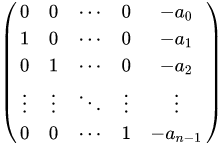 0 0 ⋯ 0 −a₀
1 0 ⋯ 0 −a₁
0 1 ⋯ 0 −a₂
⋮ ⋮ ⋱ ⋮ ⋮
0 0 ⋯ 1 −aₙ₋₁